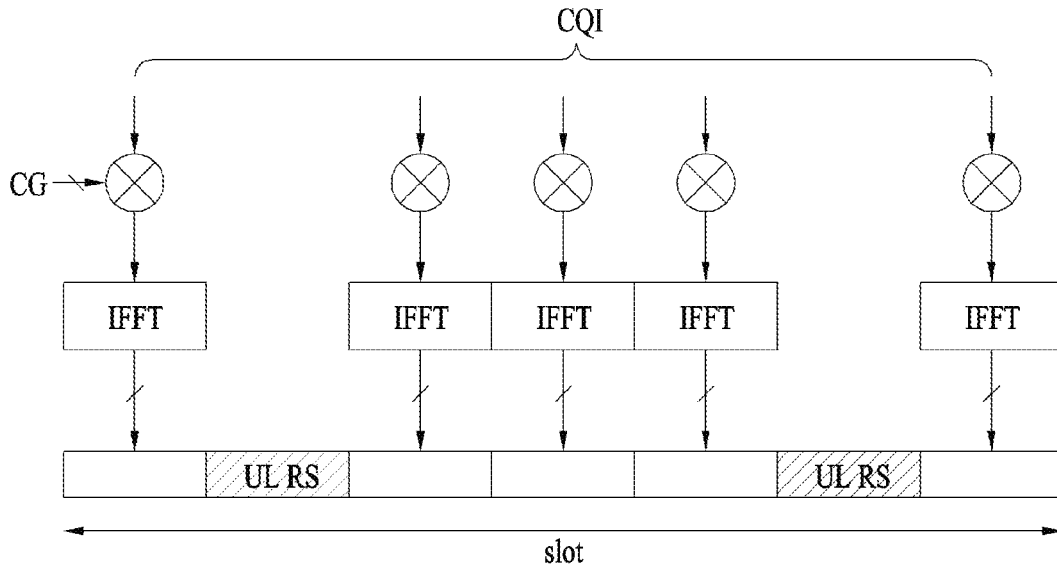 CQI
CG
IFFT IFFT IFFT IFFT IFFT
UL RS UL RS
slot